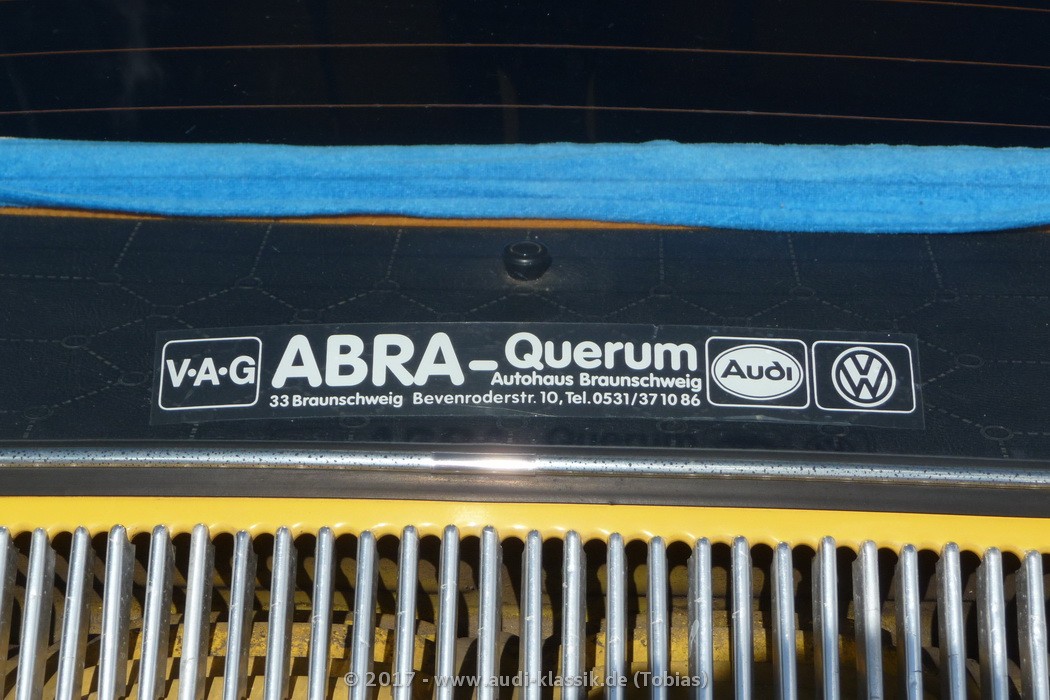 V·A·G ABRA-Querum Audi VW
Autohaus Braunschweig
33 Braunschweig Bevenroderstr. 10, Tel. 0531/37 10 86
© 2017 - www.audi-klassik.de (Tobias)